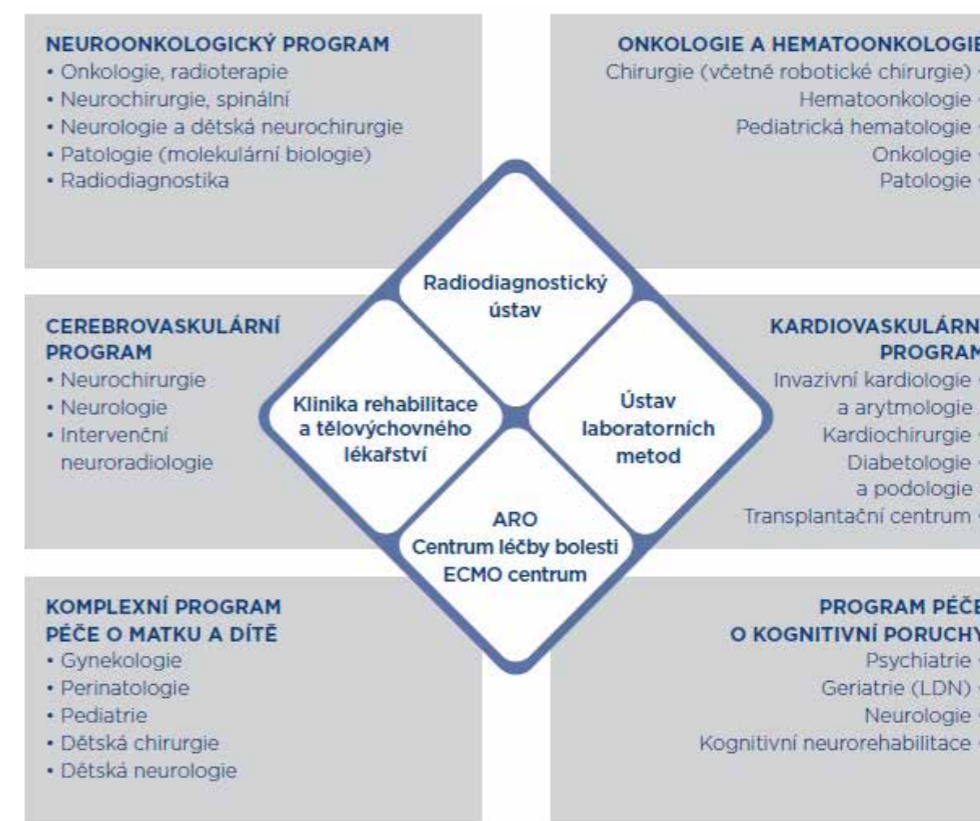 NEUROONKOLOGICKÝ PROGRAM
• Onkologie, radioterapie
• Neurochirurgie, spinální
• Neurologie a dětská neurochirurgie
• Patologie (molekulární biologie)
• Radiodiagnostika
ONKOLOGIE A HEMATOONKOLOGIE
Chirurgie (včetně robotické chirurgie) •
Hematoonkologie •
Pediatrická hematologie •
Onkologie •
Patologie •
Radiodiagnostický
ústav
CEREBROVASKULÁRNÍ
PROGRAM
• Neurochirurgie
• Neurologie
• Intervenční
neuroradiologie
Klinika rehabilitace
a tělovýchovného
lékařství
Ústav
laboratorních
metod
KARDIOVASKULÁRNÍ
PROGRAM
Invazivní kardiologie •
a arytmologie
Kardiochirurgie •
Diabetologie •
a podologie
Transplantační centrum •
ARO
Centrum léčby bolesti
ECMO centrum
KOMPLEXNÍ PROGRAM
PÉČE O MATKU A DÍTĚ
• Gynekologie
• Perinatologie
• Pediatrie
• Dětská chirurgie
• Dětská neurologie
PROGRAM PÉČE
O KOGNITIVNÍ PORUCHY
Psychiatrie •
Geriatrie (LDN) •
Neurologie •
Kognitivní neurorehabilitace •